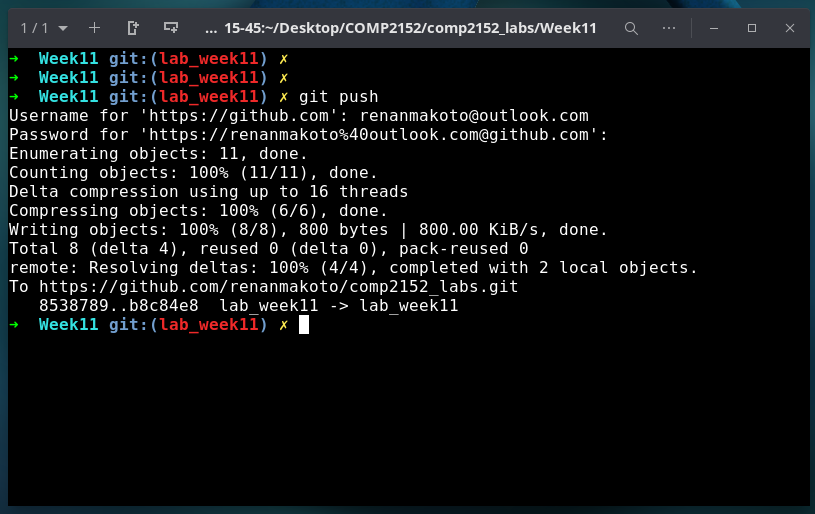 1 / 1
... 15-45:~/Desktop/COMP2152/comp2152_labs/Week11
➜  Week11 git:(lab_week11) ✗
➜  Week11 git:(lab_week11) ✗
➜  Week11 git:(lab_week11) ✗ git push
Username for 'https://github.com': renanmakoto@outlook.com
Password for 'https://renanmakoto%40outlook.com@github.com':
Enumerating objects: 11, done.
Counting objects: 100% (11/11), done.
Delta compression using up to 16 threads
Compressing objects: 100% (6/6), done.
Writing objects: 100% (8/8), 800 bytes | 800.00 KiB/s, done.
Total 8 (delta 4), reused 0 (delta 0), pack-reused 0
remote: Resolving deltas: 100% (4/4), completed with 2 local objects.
To https://github.com/renanmakoto/comp2152_labs.git
   8538789..b8c84e8  lab_week11 -> lab_week11
➜  Week11 git:(lab_week11) ✗